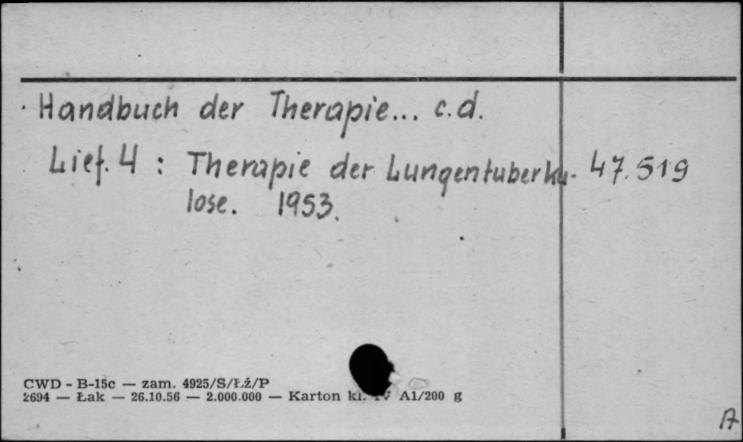 Handbuch der Therapie... c.d.
Lief. 4 : Therapie der Lungentuberku- 47.519
lose. 1953.
CWD - B-15c — zam. 4925/S/Łż/P
2694 — Łak — 26.10.56 — 2.000.000 — Karton kl. IV A1/200 g
A